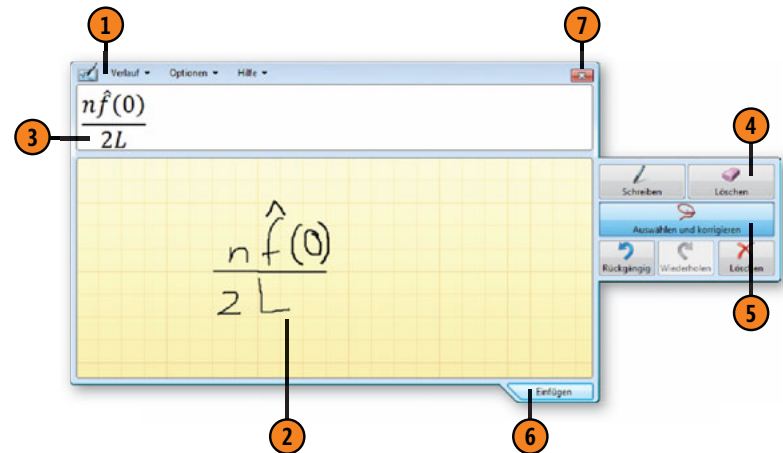 1
7
Verlauf Optionen Hilfe
nf̂(0)
2L
3
4
Schreiben Löschen
Auswählen und korrigieren
Rückgängig Wiederholen Löschen
nf̂(0)
2L
5
Einfügen
2
6